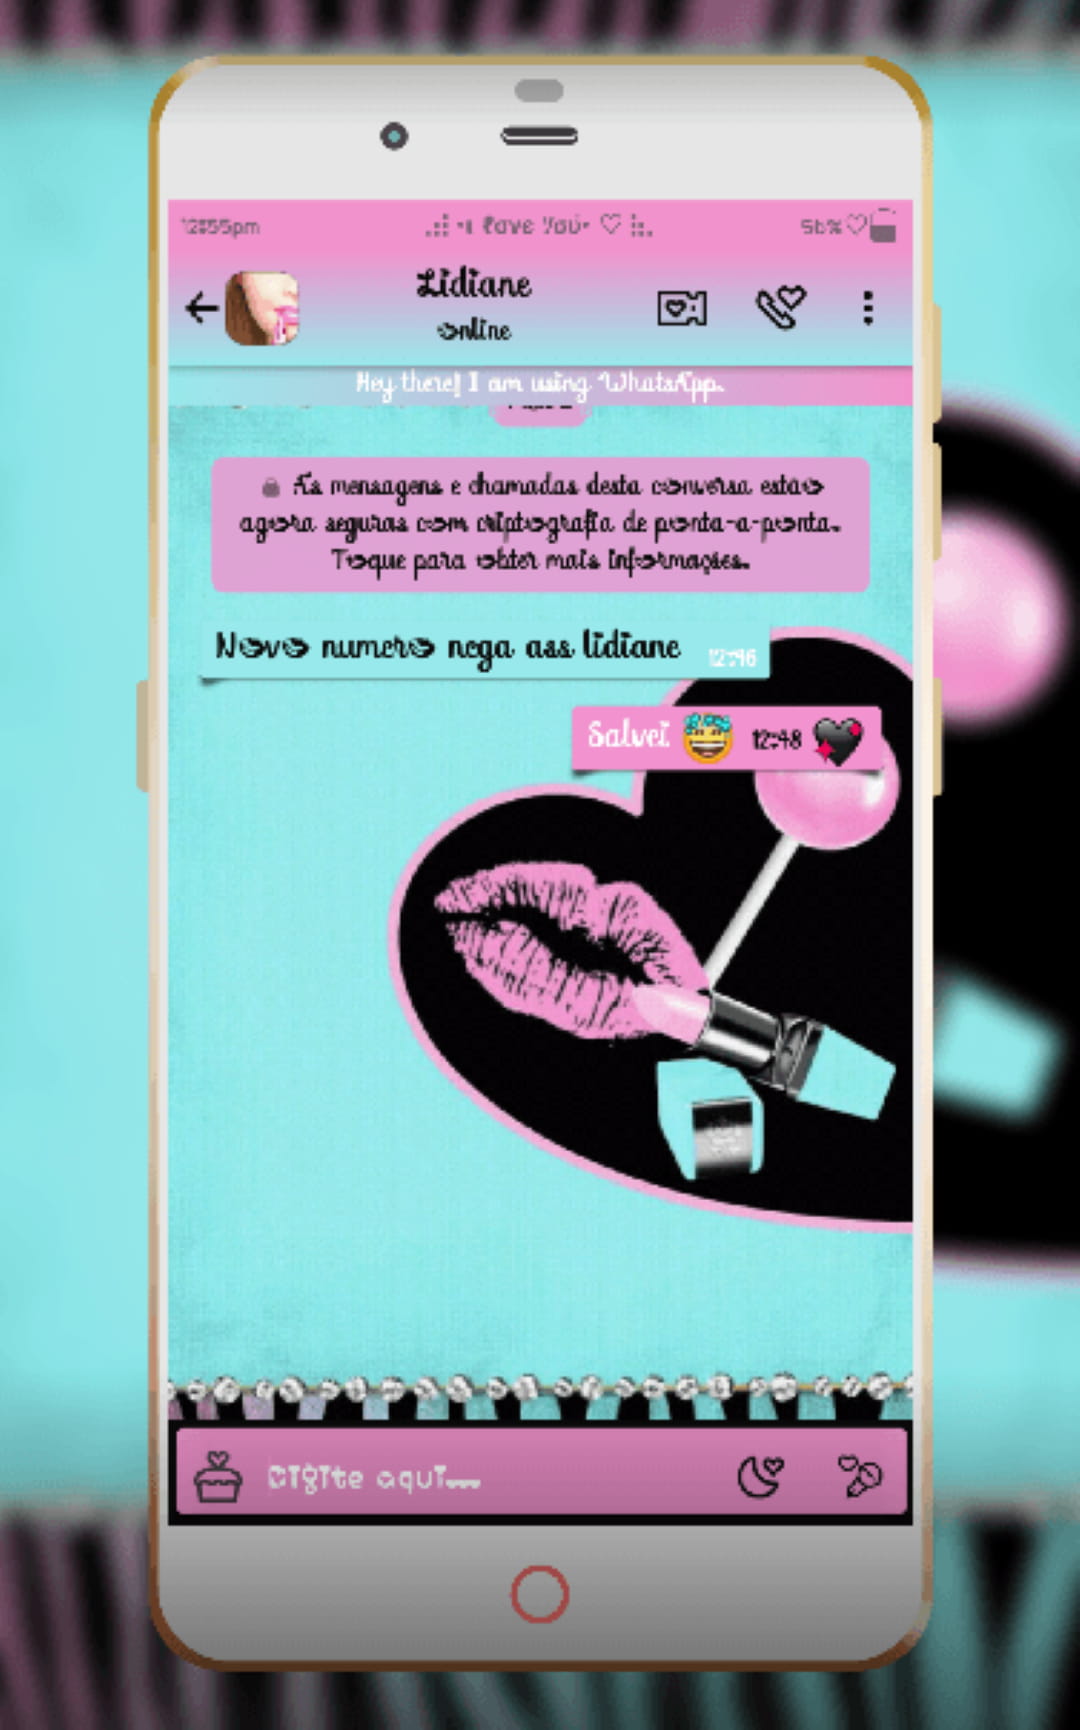 12:55pm
•ı Love You• ♡
56% ♡
Lidiane
online
Hey there! I am using WhatsApp.
As mensagens e chamadas desta conversa estão
agora seguras com criptografia de ponta-a-ponta.
Toque para obter mais informações.
Novo numero nega ass lidiane 12:46
Salvei 12:48
Digite aqui...